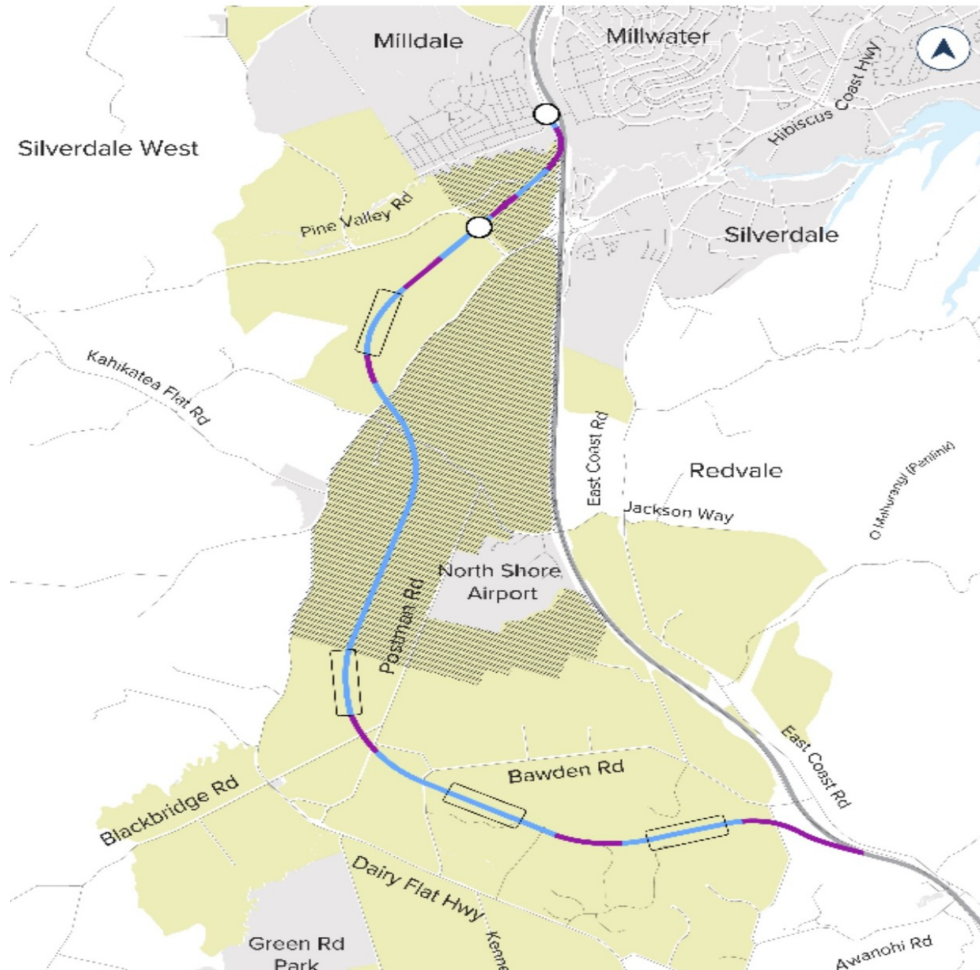 Milldale
Millwater
Hibiscus Coast Hwy
Silverdale West
Pine Valley Rd
Silverdale
Kahikatea Flat Rd
East Coast Rd
Redvale
Jackson Way
O Mahurangi (Penlink)
North Shore
Airport
Postman Rd
East Coast Rd
Bawden Rd
Blackbridge Rd
Dairy Flat Hwy
Green Rd
Park
Kenne
Awanohi Rd